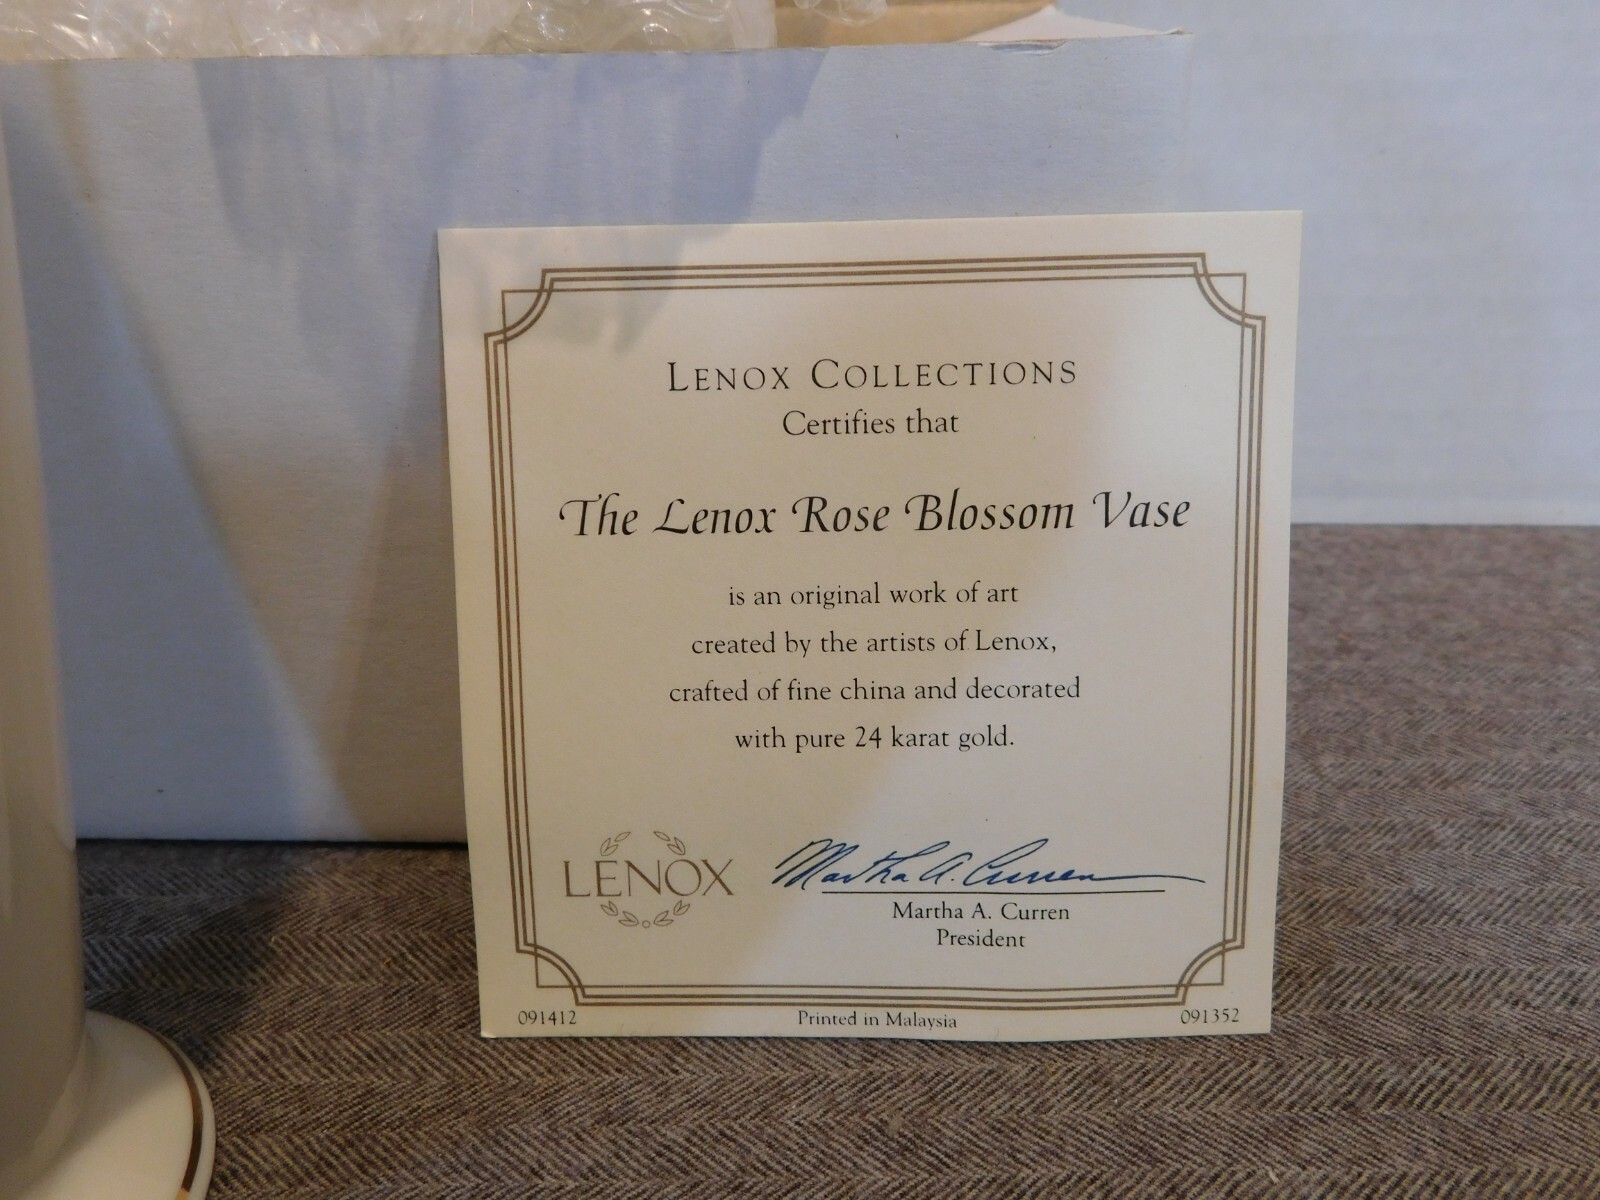 LENOX COLLECTIONS
Certifies that
The Lenox Rose Blossom Vase
is an original work of art
created by the artists of Lenox,
crafted of fine china and decorated
with pure 24 karat gold.
LENOX
Martha A. Curren
Martha A. Curren
President
091412
Printed in Malaysia
091352